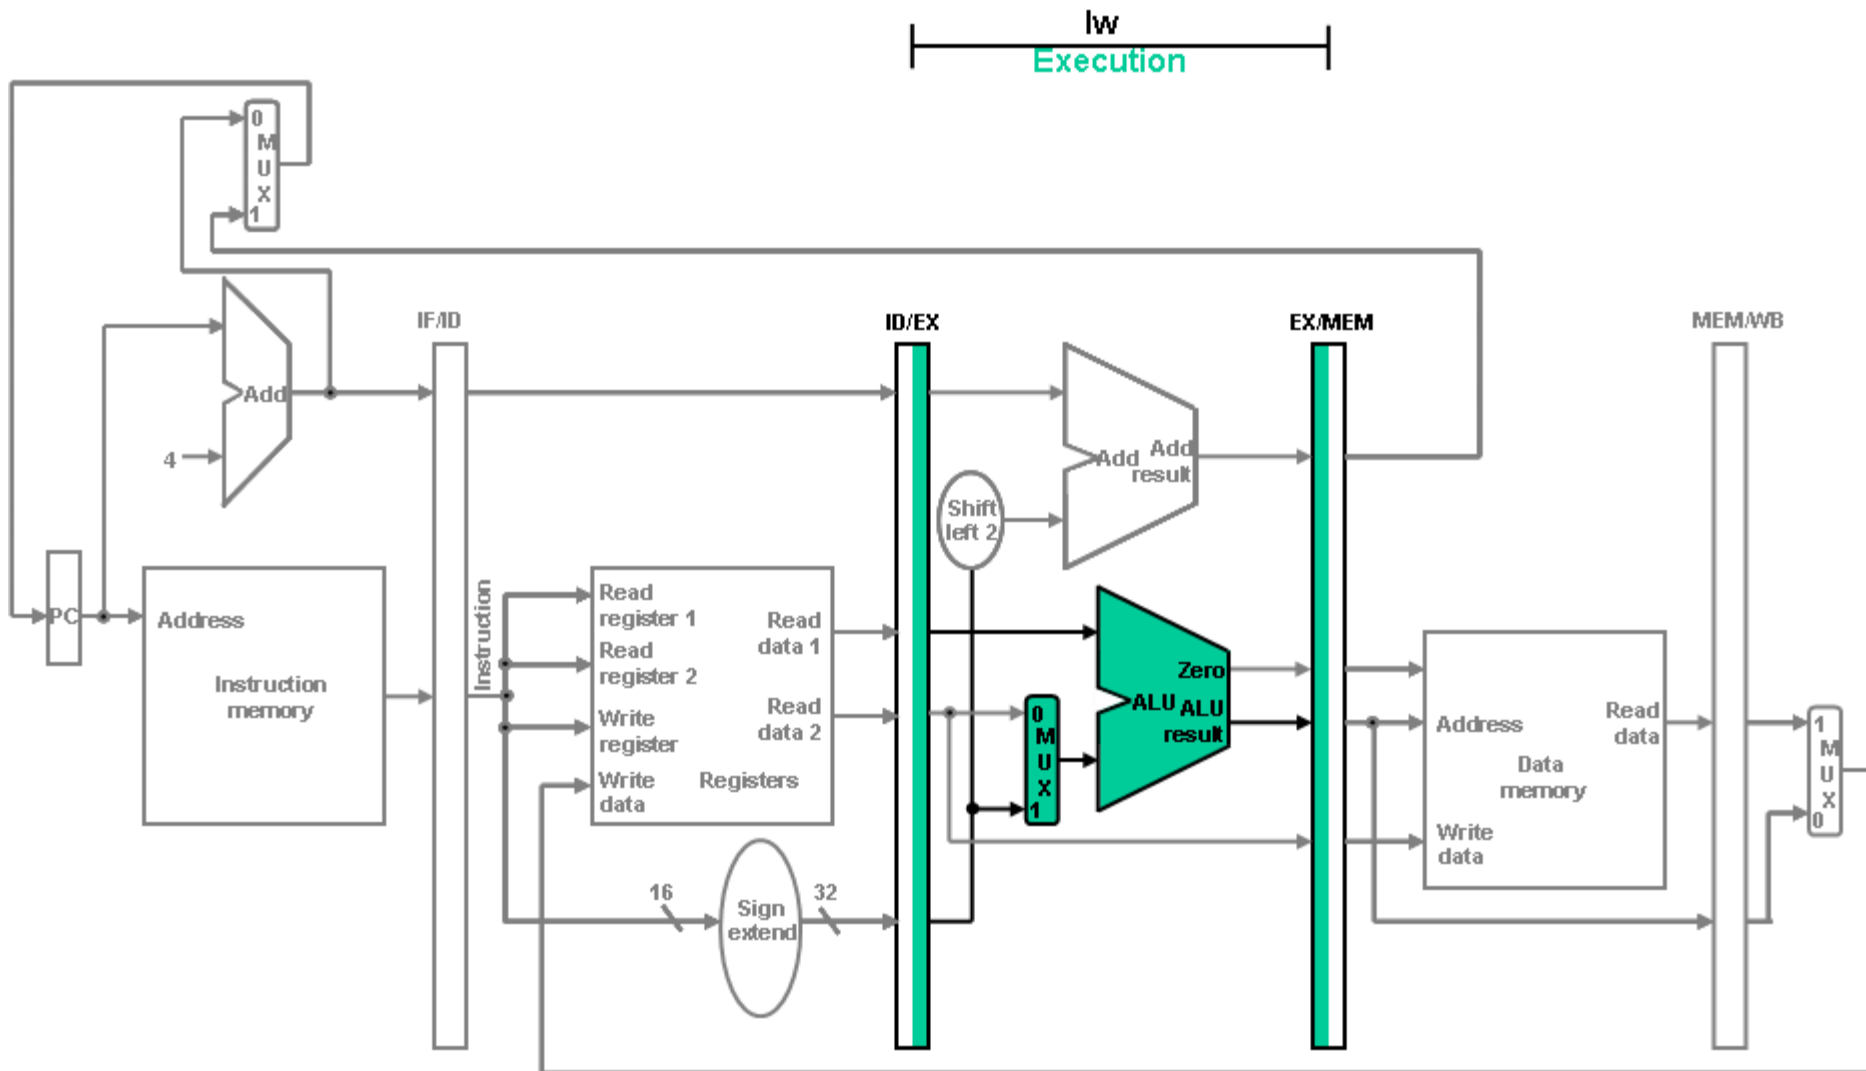 lw
Execution
0
M
U
X
1
IF/ID
ID/EX
EX/MEM
MEM/WB
Add
4
Add
Add
result
Shift
left 2
PC
Address
Instruction
memory
Instruction
Read
register 1
Read
register 2
Write
register
Write
data
Read
data 1
Read
data 2
Registers
16
Sign
extend
32
0
M
U
X
1
Zero
ALU
ALU
result
Address
Read
data
Data
memory
Write
data
1
M
U
X
0